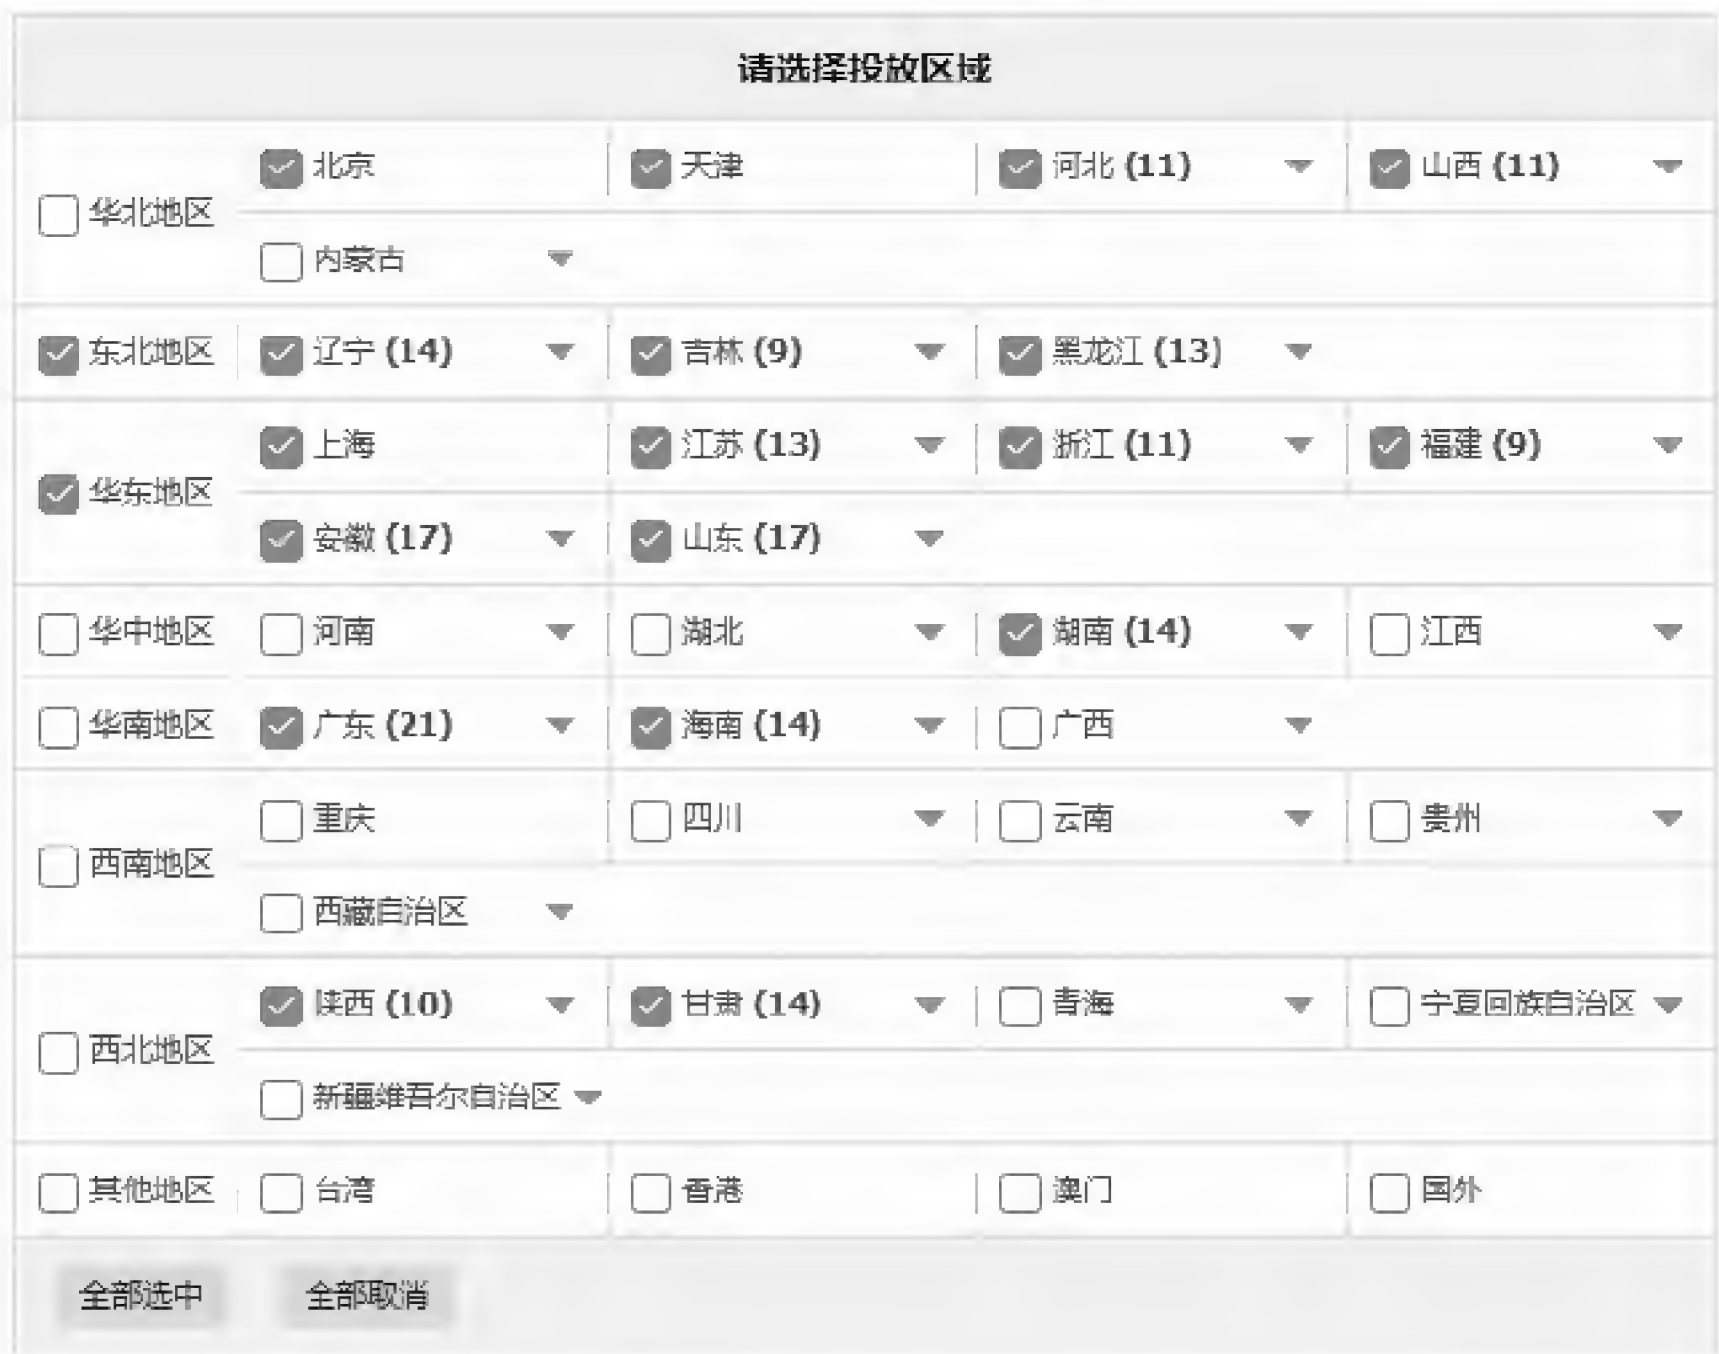 请选择投放区域
北京 天津 河北 (11) 山西 (11)
华北地区
内蒙古
东北地区 辽宁 (14) 吉林 (9) 黑龙江 (13)
上海 江苏 (13) 浙江 (11) 福建 (9)
华东地区
安徽 (17) 山东 (17)
华中地区 河南 湖北 湖南 (14) 江西
华南地区 广东 (21) 海南 (14) 广西
重庆 四川 云南 贵州
西南地区
西藏自治区
陕西 (10) 甘肃 (14) 青海 宁夏回族自治区
西北地区
新疆维吾尔自治区
其他地区 台湾 香港 澳门 国外
全部选中 全部取消